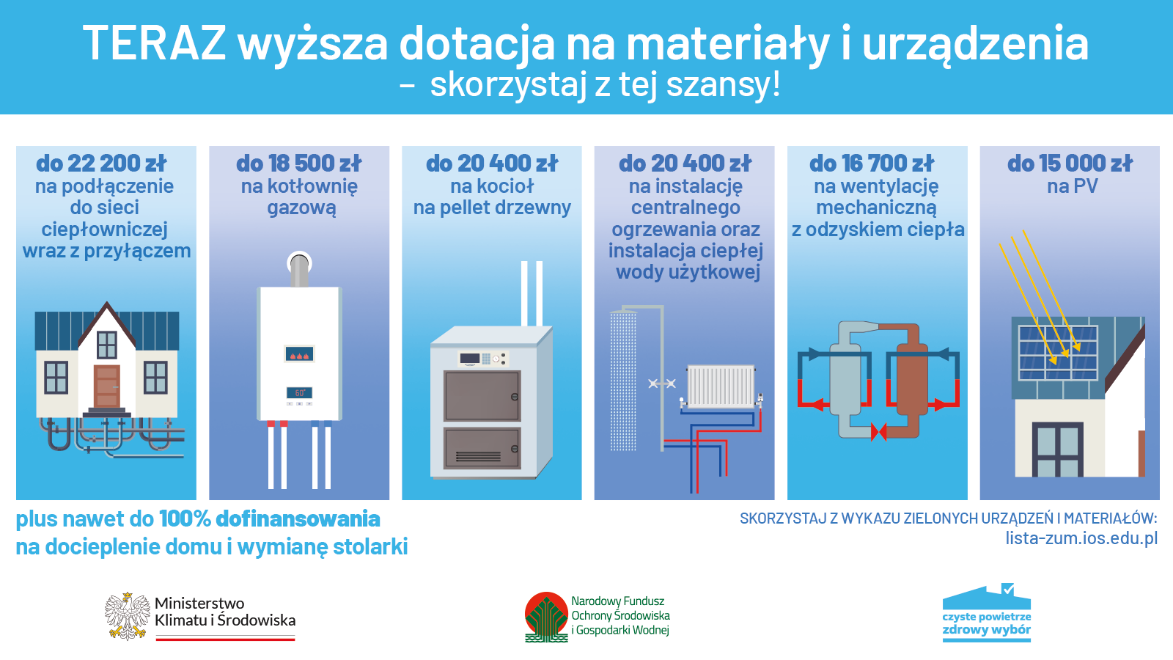 TERAZ wyższa dotacja na materiały i urządzenia
– skorzystaj z tej szansy!
do 22 200 zł
na podłączenie
do sieci
ciepłowniczej
wraz z przyłączem
do 18 500 zł
na kotłownię
gazową
do 20 400 zł
na kocioł
na pellet drzewny
do 20 400 zł
na instalację
centralnego
ogrzewania oraz
instalacja ciepłej
wody użytkowej
do 16 700 zł
na wentylację
mechaniczną
z odzyskiem ciepła
do 15 000 zł
na PV
50°
plus nawet do 100% dofinansowania
na docieplenie domu i wymianę stolarki
SKORZYSTAJ Z WYKAZU ZIELONYCH URZĄDZEŃ I MATERIAŁÓW:
lista-zum.ios.edu.pl
Ministerstwo
Klimatu i Środowiska
Narodowy Fundusz
Ochrony Środowiska
i Gospodarki Wodnej
czyste powietrze
zdrowy wybór